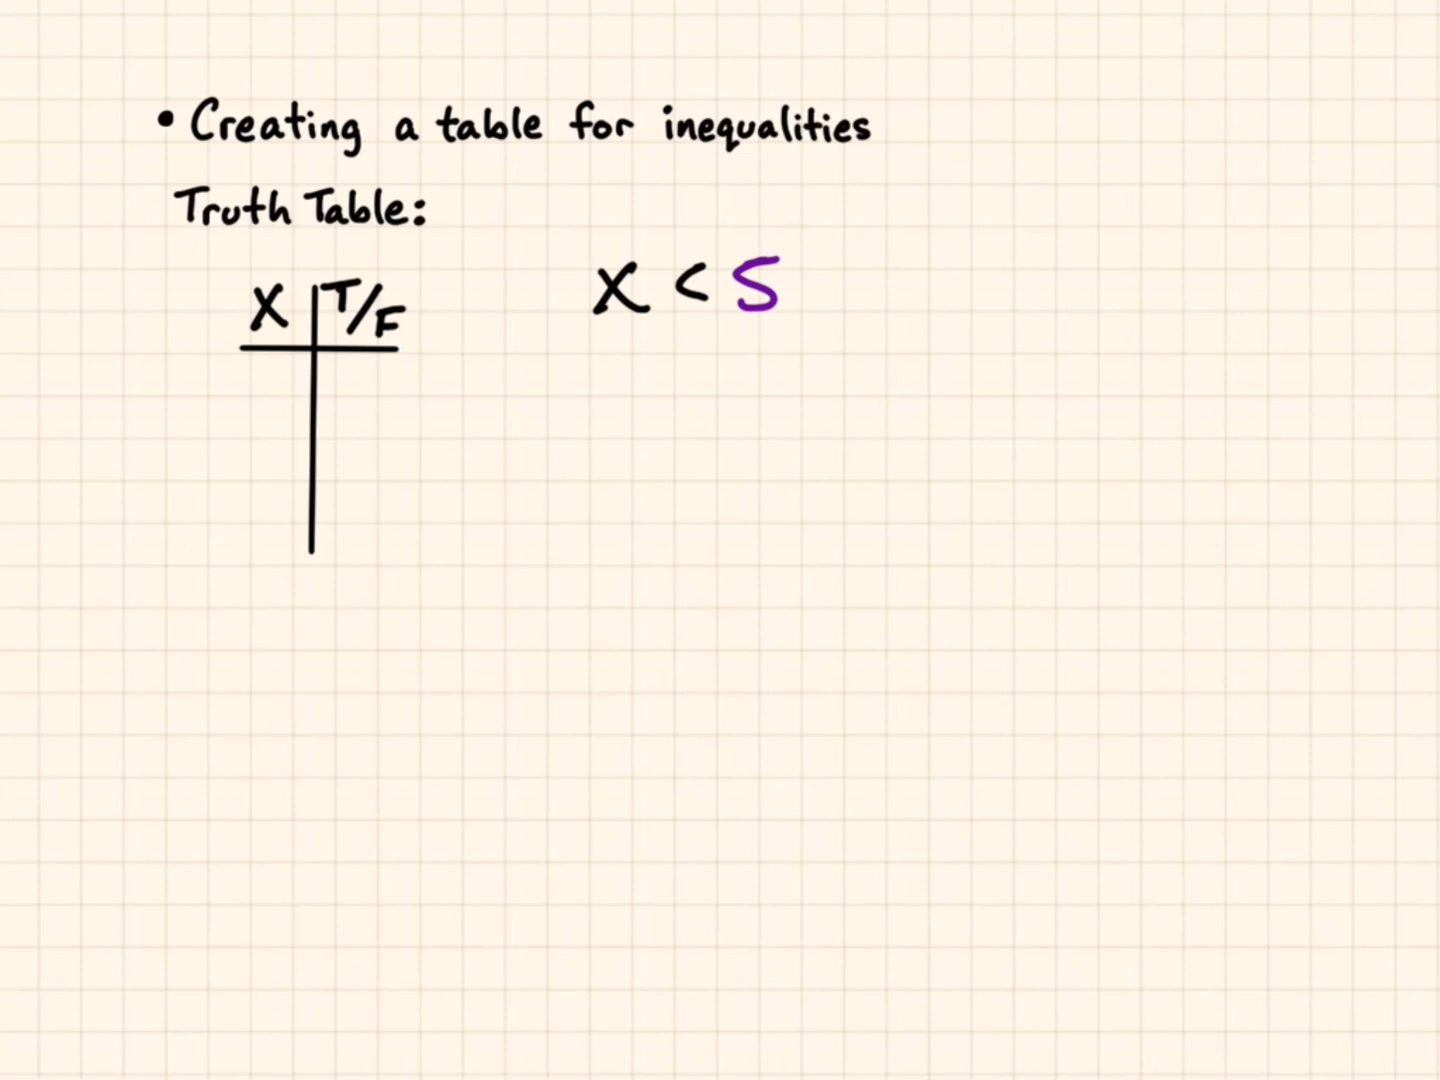 • Creating a table for inequalities
Truth Table:
X T/F
X < 5